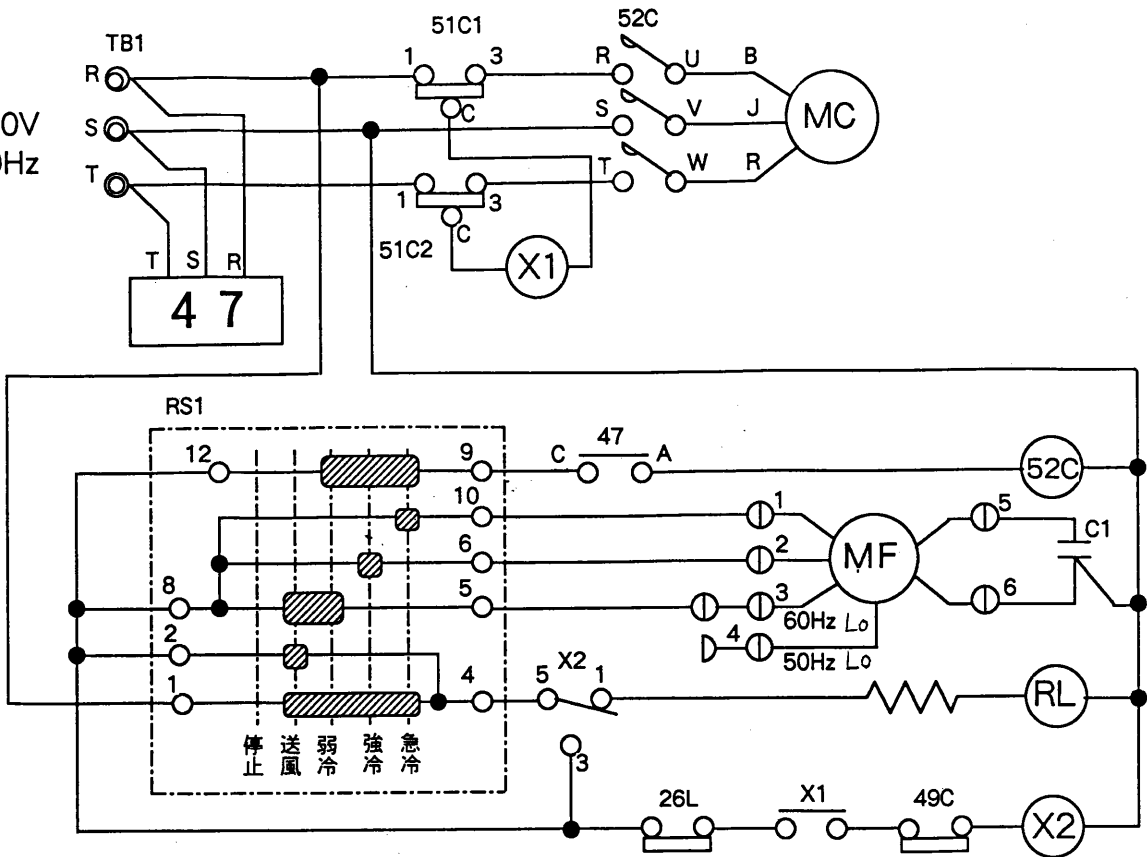 51C1
52C
TB1
R
1
3
R
U
B
0V
S
C
S
V
J
MC
Hz
T
1
3
T
W
R
51C2
C
X1
T S R
4 7
RS1
12
9
C
47
A
52C
10
1
5
C1
6
2
MF
8
5
3
60Hz Lo
6
2
4
50Hz Lo
1
4
5
X2
1
RL
停止
送風
弱冷
強冷
急冷
3
26L
X1
49C
X2